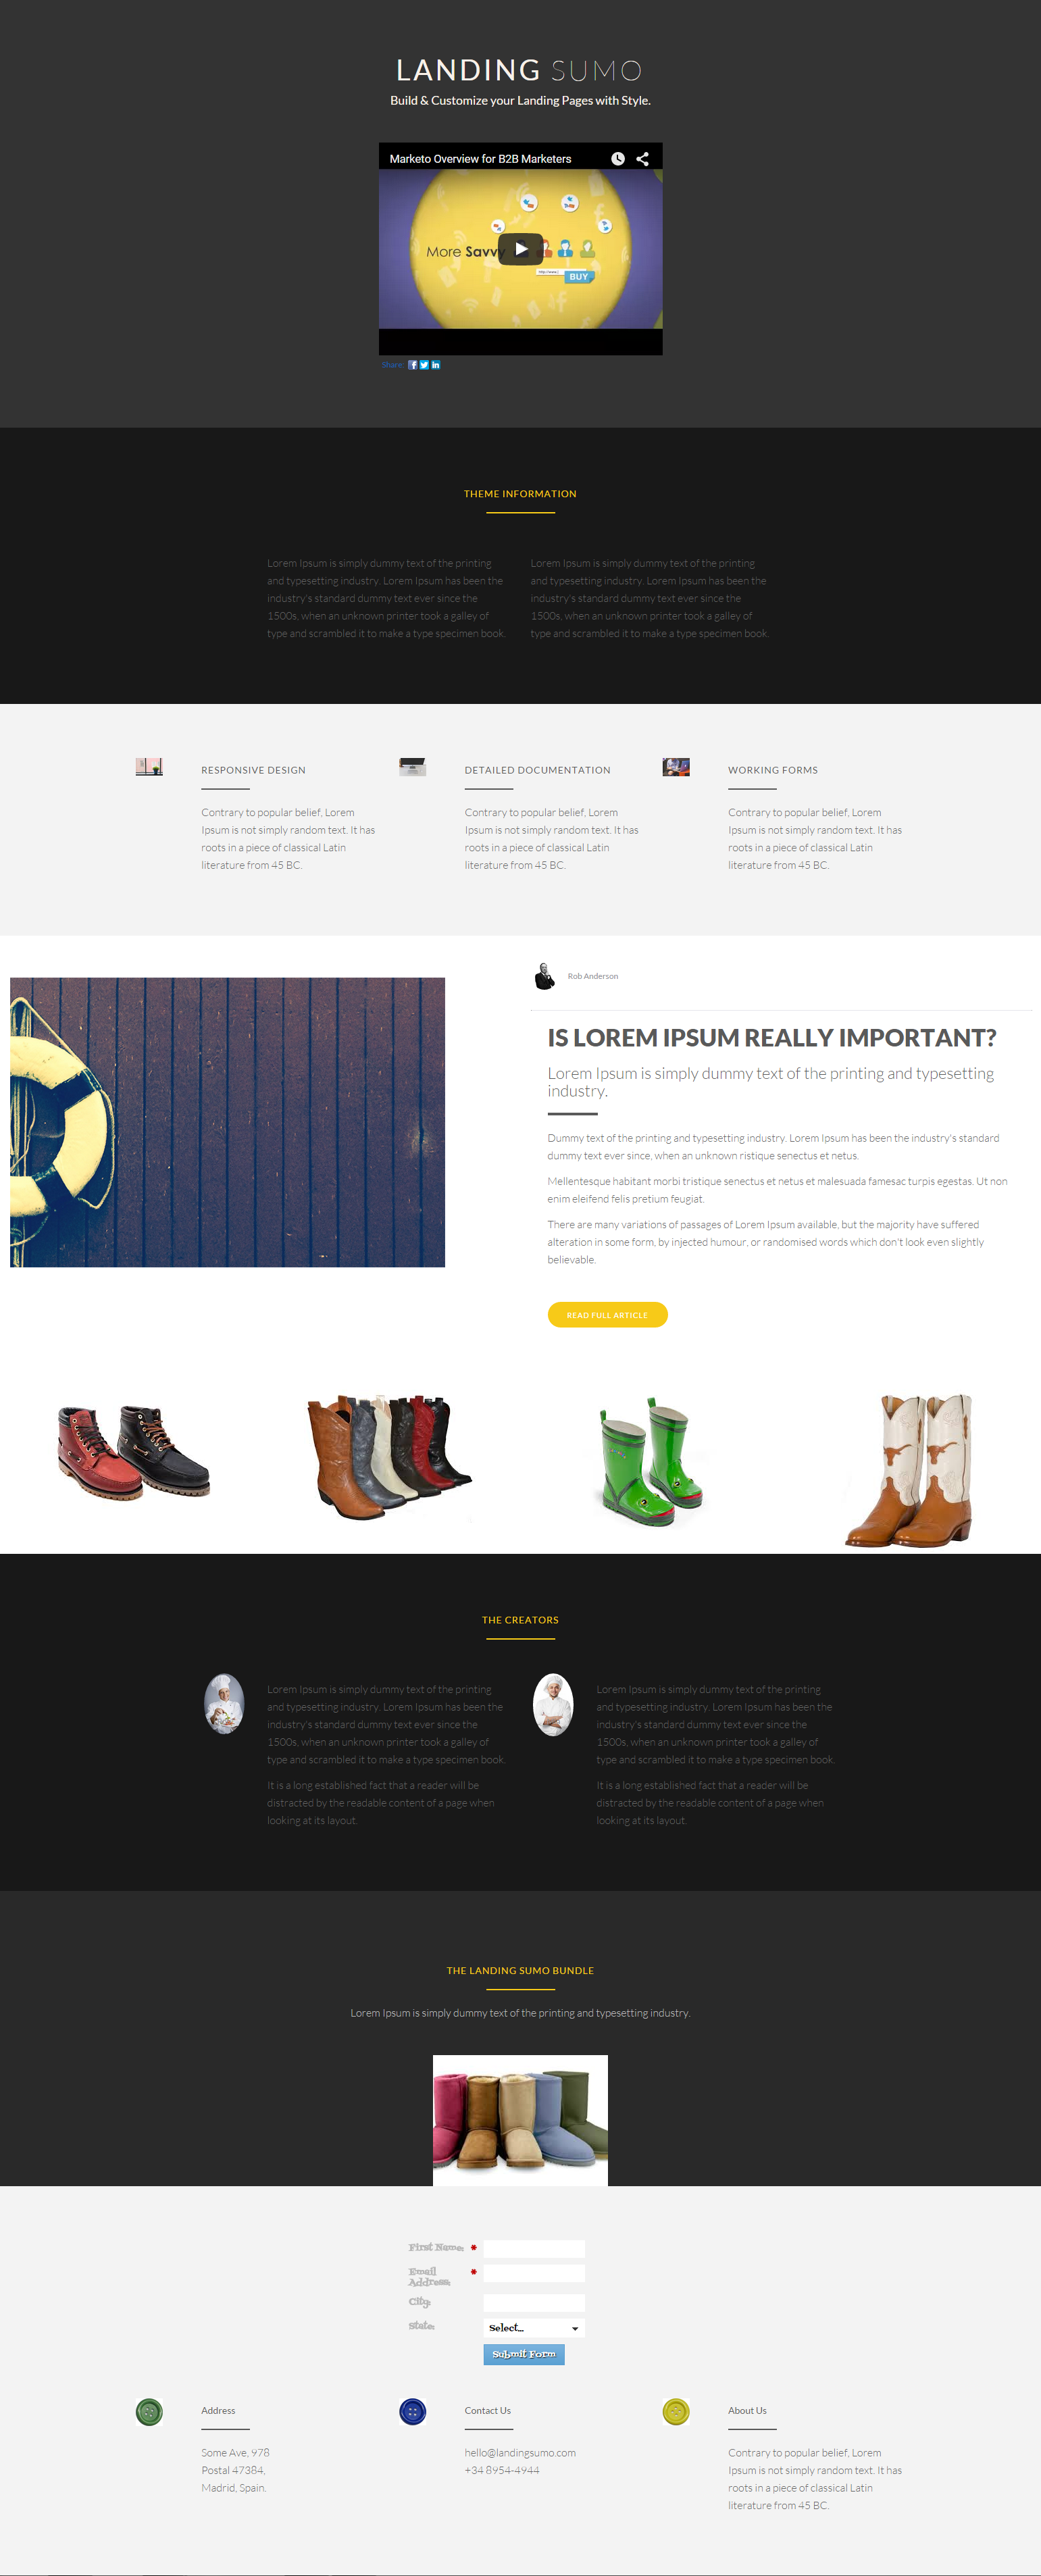 LANDING SUMO
Build & Customize your Landing Pages with Style.
Marketo Overview for B2B Marketers
More Savvy
http://www.
BUY
Share:
THEME INFORMATION
Lorem Ipsum is simply dummy text of the printing
and typesetting industry. Lorem Ipsum has been the
industry's standard dummy text ever since the
1500s, when an unknown printer took a galley of
type and scrambled it to make a type specimen book.
Lorem Ipsum is simply dummy text of the printing
and typesetting industry. Lorem Ipsum has been the
industry's standard dummy text ever since the
1500s, when an unknown printer took a galley of
type and scrambled it to make a type specimen book.
RESPONSIVE DESIGN
Contrary to popular belief, Lorem
Ipsum is not simply random text. It has
roots in a piece of classical Latin
literature from 45 BC.
DETAILED DOCUMENTATION
Contrary to popular belief, Lorem
Ipsum is not simply random text. It has
roots in a piece of classical Latin
literature from 45 BC.
WORKING FORMS
Contrary to popular belief, Lorem
Ipsum is not simply random text. It has
roots in a piece of classical Latin
literature from 45 BC.
Rob Anderson
IS LOREM IPSUM REALLY IMPORTANT?
Lorem Ipsum is simply dummy text of the printing and typesetting
industry.
Dummy text of the printing and typesetting industry. Lorem Ipsum has been the industry's standard
dummy text ever since, when an unknown ristique senectus et netus.
Mellentesque habitant morbi tristique senectus et netus et malesuada famesac turpis egestas. Ut non
enim eleifend felis pretium feugiat.
There are many variations of passages of Lorem Ipsum available, but the majority have suffered
alteration in some form, by injected humour, or randomised words which don't look even slightly
believable.
READ FULL ARTICLE
THE CREATORS
Lorem Ipsum is simply dummy text of the printing
and typesetting industry. Lorem Ipsum has been the
industry's standard dummy text ever since the
1500s, when an unknown printer took a galley of
type and scrambled it to make a type specimen book.
It is a long established fact that a reader will be
distracted by the readable content of a page when
looking at its layout.
Lorem Ipsum is simply dummy text of the printing
and typesetting industry. Lorem Ipsum has been the
industry's standard dummy text ever since the
1500s, when an unknown printer took a galley of
type and scrambled it to make a type specimen book.
It is a long established fact that a reader will be
distracted by the readable content of a page when
looking at its layout.
THE LANDING SUMO BUNDLE
Lorem Ipsum is simply dummy text of the printing and typesetting industry.
First Name: *
Email
Address: *
City:
State:
Select...
Submit Form
Address
Some Ave, 978
Postal 47384,
Madrid, Spain.
Contact Us
hello@landingsumo.com
+34 8954-4944
About Us
Contrary to popular belief, Lorem
Ipsum is not simply random text. It has
roots in a piece of classical Latin
literature from 45 BC.